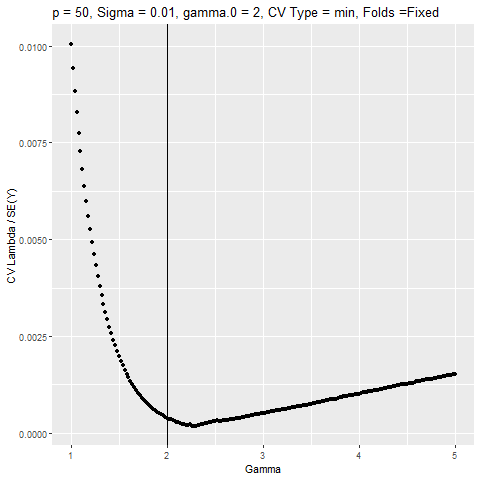 p = 50, Sigma = 0.01, gamma.0 = 2, CV Type = min, Folds =Fixed
0.0100
0.0075
0.0050
0.0025
0.0000
CV Lambda / SE(Y)
1 2 3 4 5
Gamma